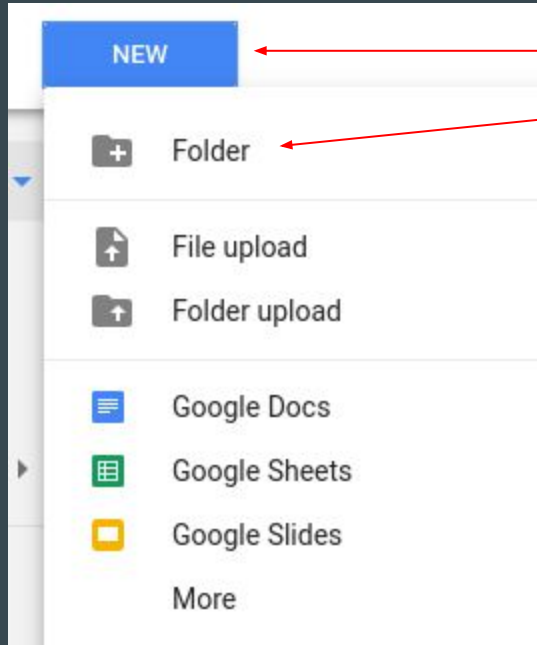 NEW
Folder
File upload
Folder upload
Google Docs
Google Sheets
Google Slides
More